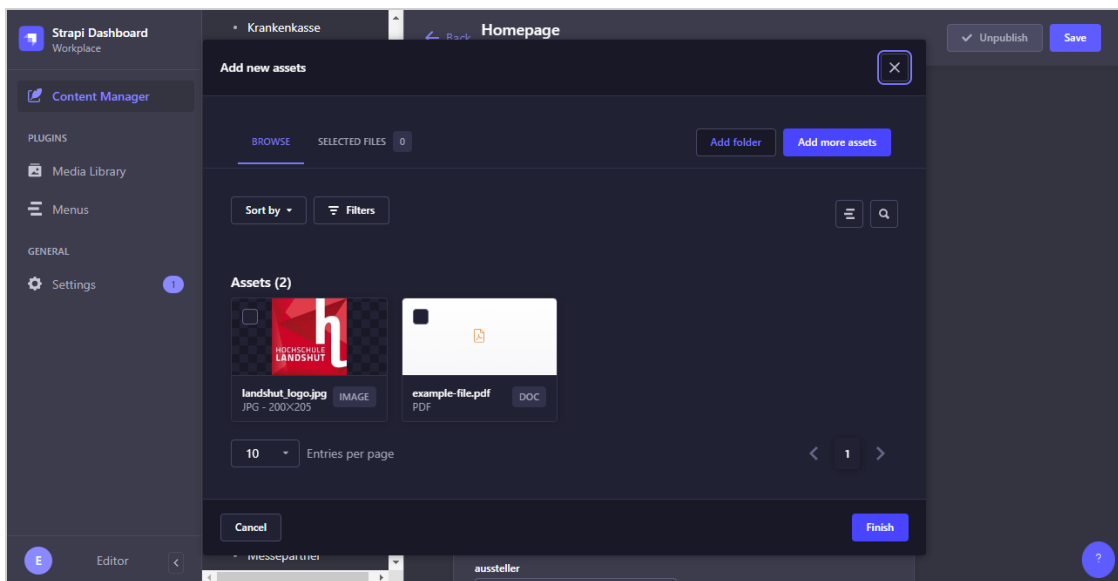 Strapi Dashboard
Workplace
Content Manager
PLUGINS
Media Library
Menus
GENERAL
Settings
1
E
Editor
Krankenkasse
Back
Homepage
Unpublish
Save
Add new assets
BROWSE
SELECTED FILES 0
Add folder
Add more assets
Sort by
Filters
Assets (2)
HOCHSCHULE
LANDSHUT
landshut_logo.jpg
JPG - 200×205
IMAGE
example-file.pdf
PDF
DOC
10
Entries per page
1
Cancel
Finish
Messepartner
aussteller
?